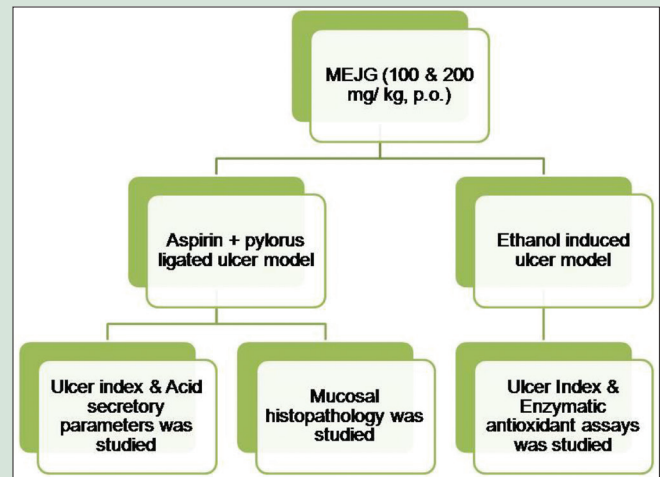 MEJG (100 & 200
mg/ kg, p.o.)
Aspirin + pylorus
ligated ulcer model
Ethanol induced
ulcer model
Ulcer index & Acid
secretory
parameters was
studied
Mucosal
histopathology was
studied
Ulcer Index &
Enzymatic
antioxidant assays
was studied